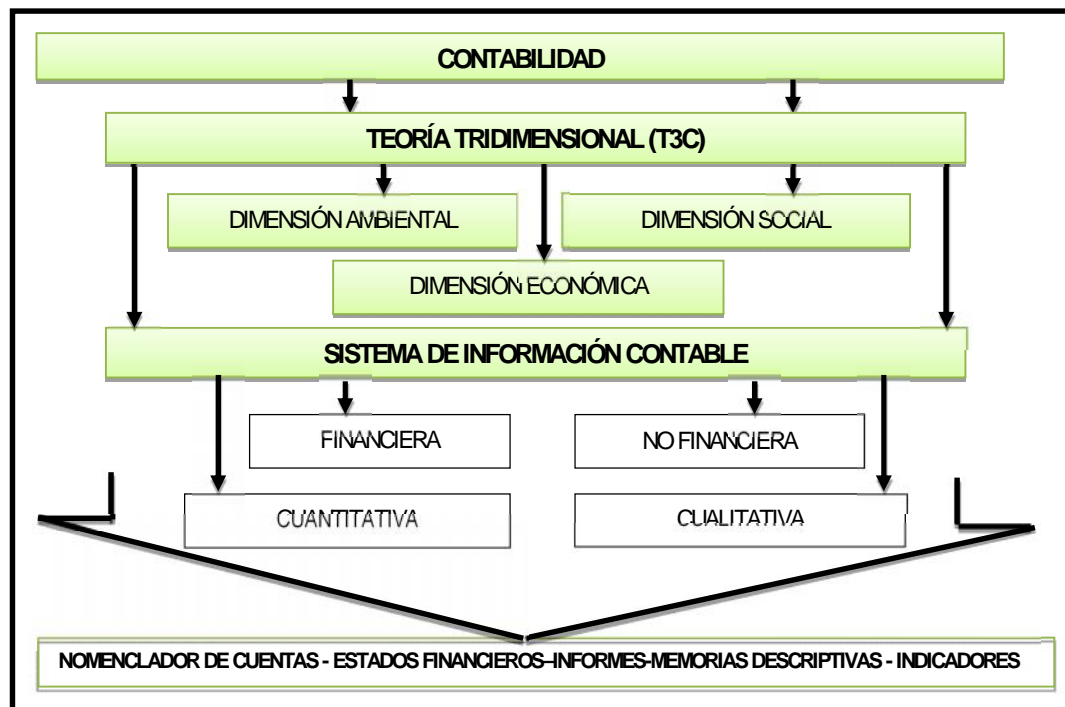 CONTABILIDAD
TEORÍA TRIDIMENSIONAL (T3C)
DIMENSIÓN AMBIENTAL
DIMENSIÓN SOCIAL
DIMENSIÓN ECONÓMICA
SISTEMA DE INFORMACIÓN CONTABLE
FINANCIERA
NO FINANCIERA
CUANTITATIVA
CUALITATIVA
NOMENCLADOR DE CUENTAS - ESTADOS FINANCIEROS–INFORMES-MEMORIAS DESCRIPTIVAS - INDICADORES